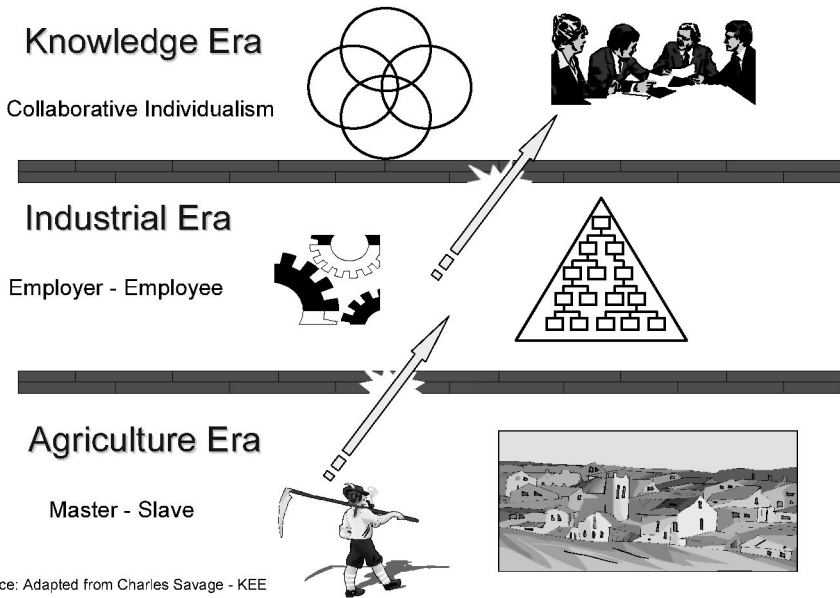 Knowledge Era
Collaborative Individualism
Industrial Era
Employer - Employee
Agriculture Era
Master - Slave
ce: Adapted from Charles Savage - KEE